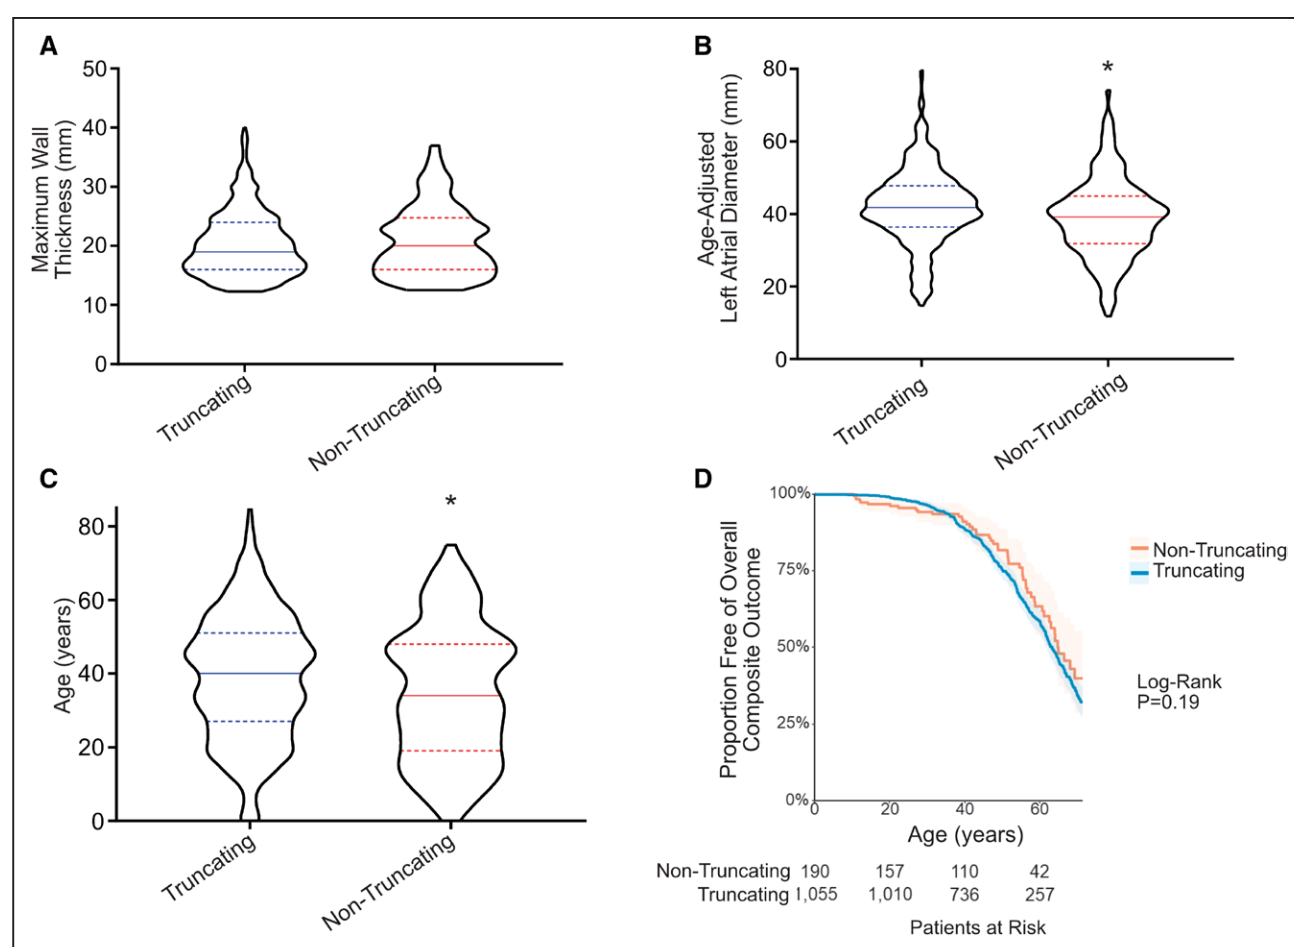 A
50
40
30
20
10
0
Maximum Wall
Thickness (mm)
Truncating
Non-Truncating
B
80
60
40
20
0
Age-Adjusted
Left Atrial Diameter (mm)
*
Truncating
Non-Truncating
C
80
60
40
20
0
Age (years)
*
Truncating
Non-Truncating
D
100%
75%
50%
25%
0%
Proportion Free of Overall
Composite Outcome
0 20 40 60
Age (years)
Non-Truncating
Truncating
Log-Rank
P=0.19
Non-Truncating 190 157 110 42
Truncating 1,055 1,010 736 257
Patients at Risk